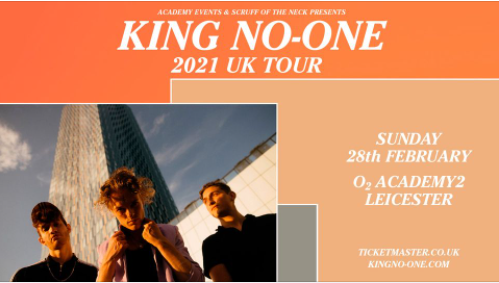 ACADEMY EVENTS & SCRUFF OF THE NECK PRESENTS
KING NO-ONE
2021 UK TOUR
SUNDAY
28th FEBRUARY
O₂ ACADEMY2
LEICESTER
TICKETMASTER.CO.UK
KINGNO-ONE.COM